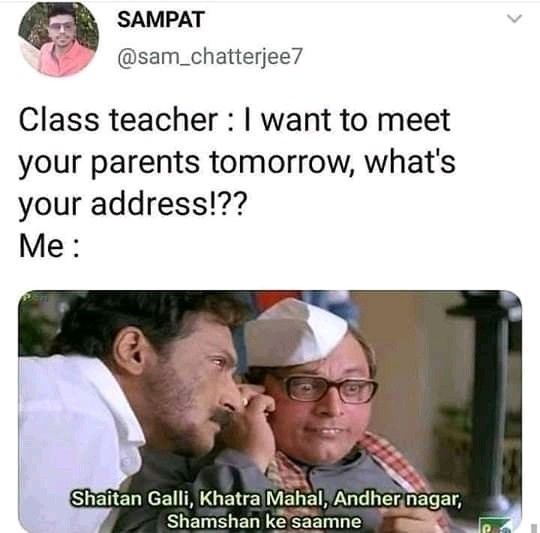 SAMPAT
@sam_chatterjee7
Class teacher : I want to meet
your parents tomorrow, what's
your address!??
Me :
Shaitan Galli, Khatra Mahal, Andher nagar,
Shamshan ke saamne